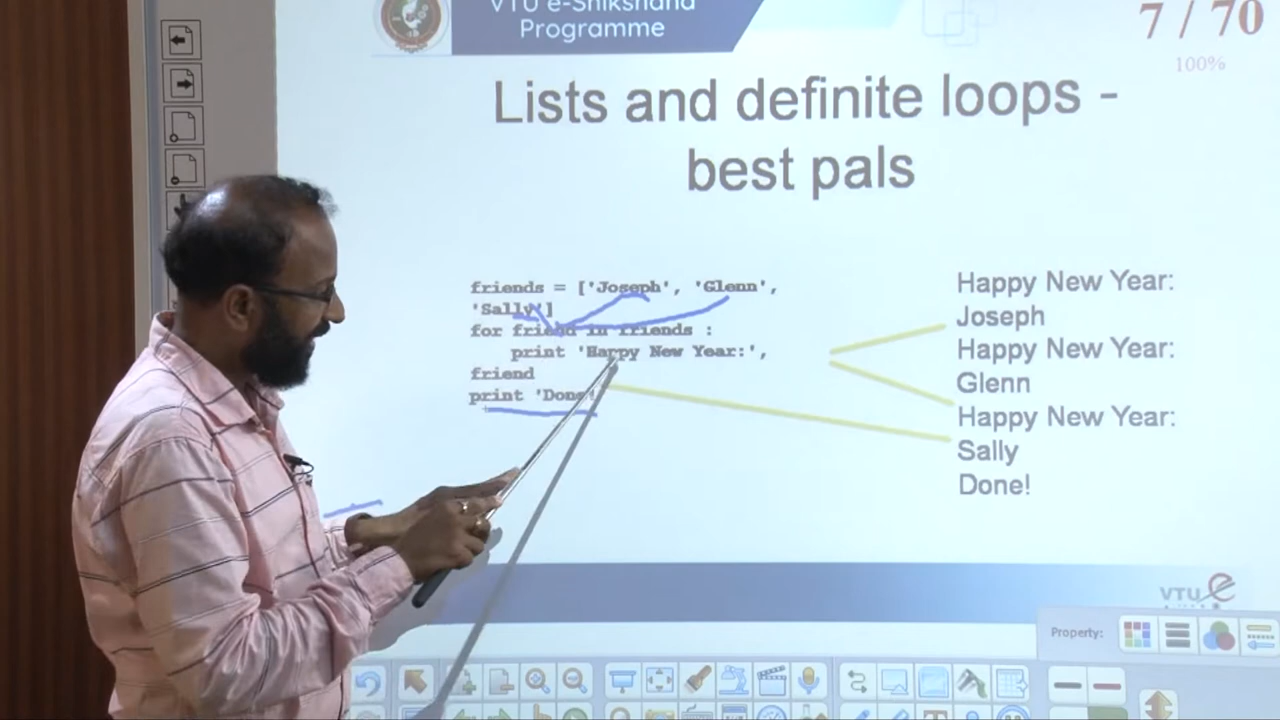 VTU e-Shikshana
Programme
7 / 70
100%
Lists and definite loops -
best pals
friends = ['Joseph', 'Glenn',
'Sally']
for friend in friends :
print 'Happy New Year:',
friend
print 'Done!'
Happy New Year:
Joseph
Happy New Year:
Glenn
Happy New Year:
Sally
Done!
VTU e
Property: